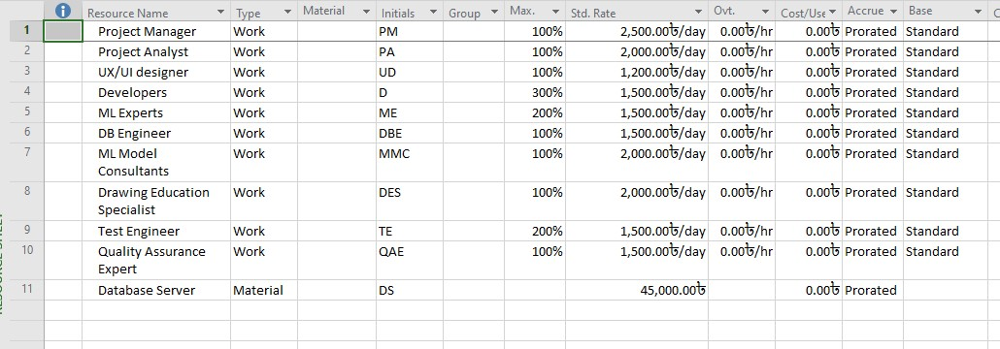 Resource Name Type Material Initials Group Max. Std. Rate Ovt. Cost/Use Accrue Base
1 Project Manager Work PM 100% 2,500.00৳/day 0.00৳/hr 0.00৳ Prorated Standard
2 Project Analyst Work PA 100% 2,000.00৳/day 0.00৳/hr 0.00৳ Prorated Standard
3 UX/UI designer Work UD 100% 1,200.00৳/day 0.00৳/hr 0.00৳ Prorated Standard
4 Developers Work D 300% 1,500.00৳/day 0.00৳/hr 0.00৳ Prorated Standard
5 ML Experts Work ME 200% 1,500.00৳/day 0.00৳/hr 0.00৳ Prorated Standard
6 DB Engineer Work DBE 100% 1,500.00৳/day 0.00৳/hr 0.00৳ Prorated Standard
7 ML Model Work MMC 100% 2,000.00৳/day 0.00৳/hr 0.00৳ Prorated Standard
Consultants
8 Drawing Education Work DES 100% 2,000.00৳/day 0.00৳/hr 0.00৳ Prorated Standard
Specialist
9 Test Engineer Work TE 200% 1,500.00৳/day 0.00৳/hr 0.00৳ Prorated Standard
10 Quality Assurance Work QAE 100% 1,500.00৳/day 0.00৳/hr 0.00৳ Prorated Standard
Expert
11 Database Server Material DS 45,000.00৳ 0.00৳ Prorated